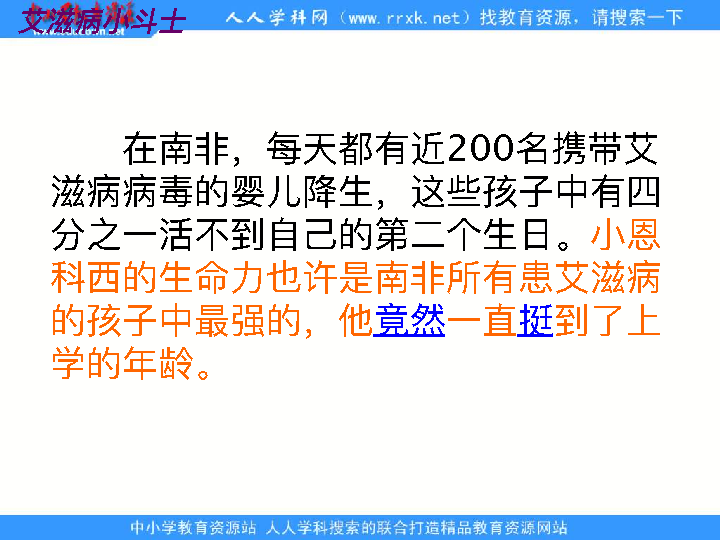 艾滋病小斗士
人人学科网（www.rrxk.net）找教育资源，请搜索一下
在南非，每天都有近200名携带艾
滋病病毒的婴儿降生，这些孩子中有四
分之一活不到自己的第二个生日。小恩
科西的生命力也许是南非所有患艾滋病
的孩子中最强的，他竟然一直挺到了上
学的年龄。
中小学教育资源站 人人学科搜索的联合打造精品教育资源网站